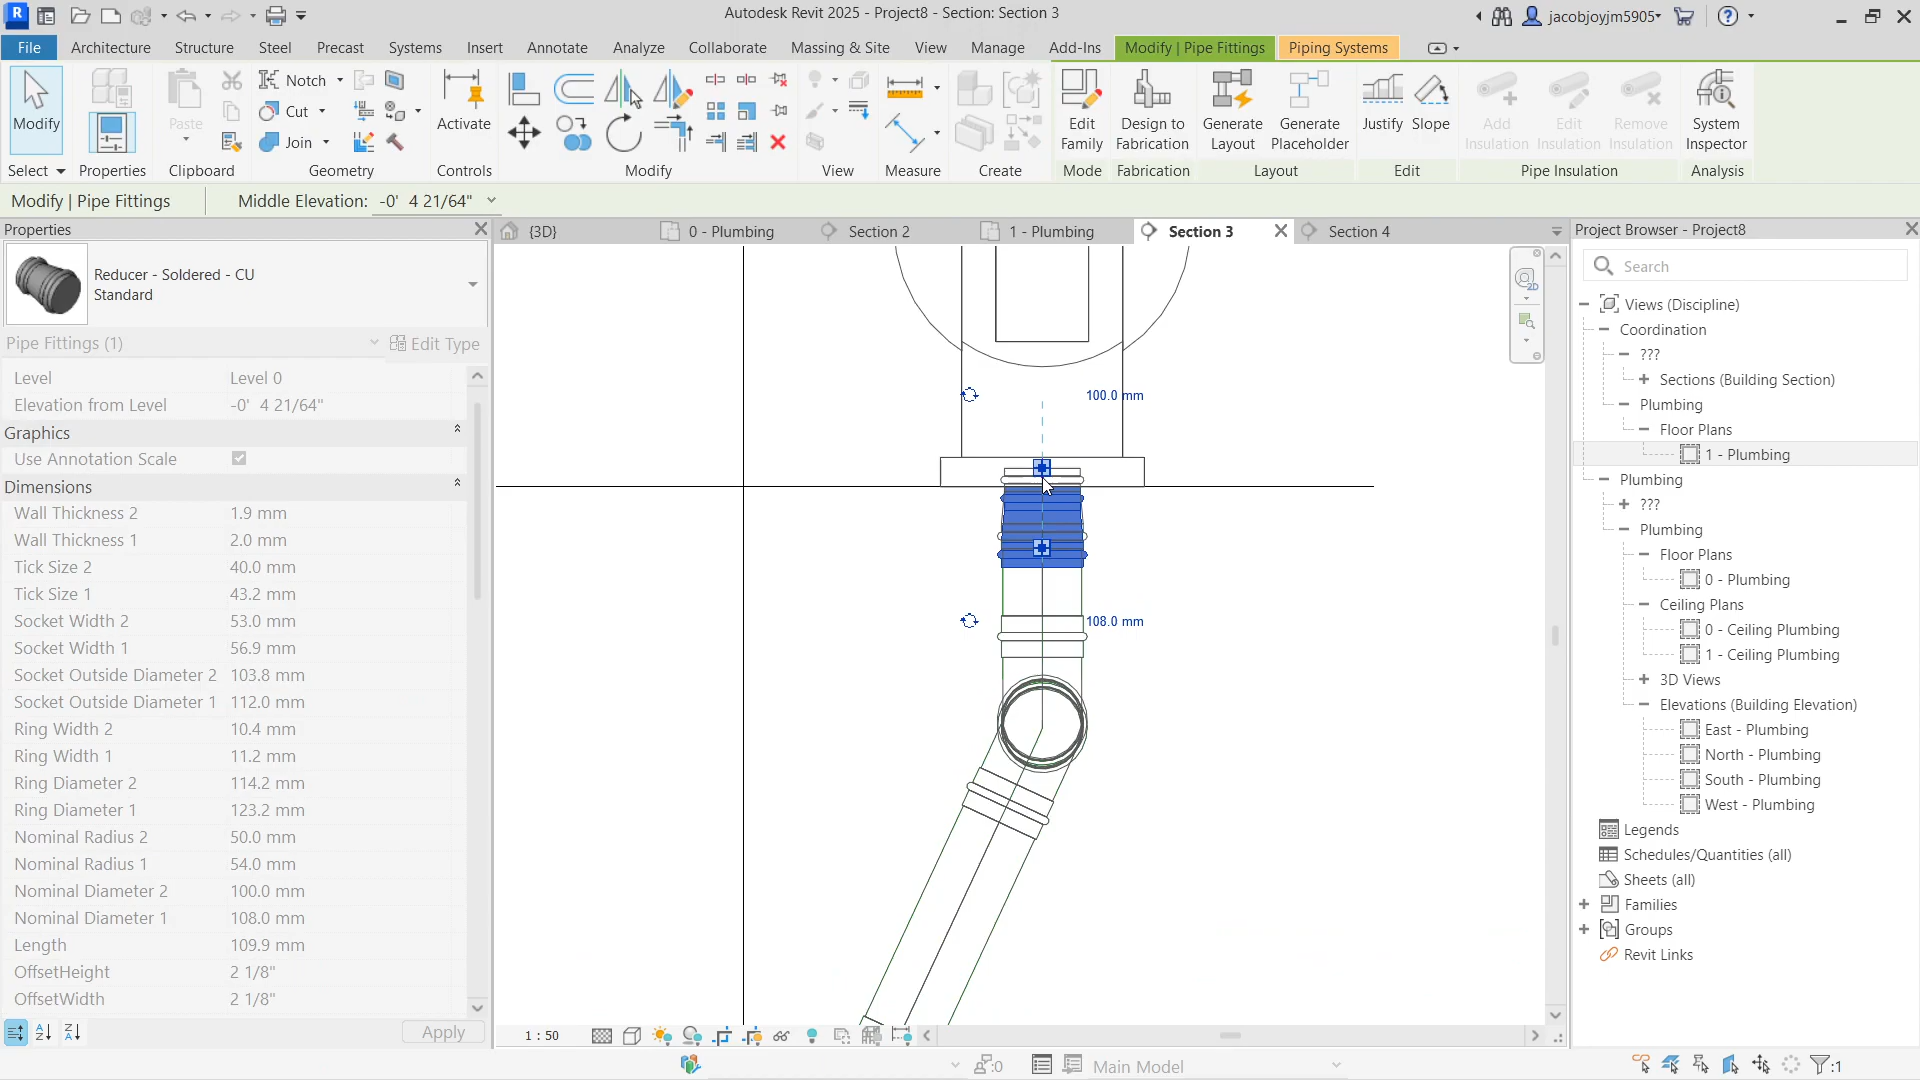 Autodesk Revit 2025 - Project8 - Section: Section 3
jacobjoyjm5905
File
Architecture
Structure
Steel
Precast
Systems
Insert
Annotate
Analyze
Collaborate
Massing & Site
View
Manage
Add-Ins
Modify | Pipe Fittings
Piping Systems
Modify
Paste
Notch
Cut
Join
Activate
Edit Family
Design to Fabrication
Generate Layout
Generate Placeholder
Justify
Slope
Add Insulation
Edit Insulation
Remove Insulation
System Inspector
Select
Properties
Clipboard
Geometry
Controls
Modify
View
Measure
Create
Mode
Fabrication
Layout
Edit
Pipe Insulation
Analysis
Modify | Pipe Fittings
Middle Elevation: -0' 4 21/64"
Properties
Reducer - Soldered - CU
Standard
Pipe Fittings (1)
Edit Type
Level Level 0
Elevation from Level -0' 4 21/64"
Graphics
Use Annotation Scale
Dimensions
Wall Thickness 2 1.9 mm
Wall Thickness 1 2.0 mm
Tick Size 2 40.0 mm
Tick Size 1 43.2 mm
Socket Width 2 53.0 mm
Socket Width 1 56.9 mm
Socket Outside Diameter 2 103.8 mm
Socket Outside Diameter 1 112.0 mm
Ring Width 2 10.4 mm
Ring Width 1 11.2 mm
Ring Diameter 2 114.2 mm
Ring Diameter 1 123.2 mm
Nominal Radius 2 50.0 mm
Nominal Radius 1 54.0 mm
Nominal Diameter 2 100.0 mm
Nominal Diameter 1 108.0 mm
Length 109.9 mm
OffsetHeight 2 1/8"
OffsetWidth 2 1/8"
Apply
{3D}
0 - Plumbing
Section 2
1 - Plumbing
Section 3
Section 4
100.0 mm
108.0 mm
2D
1 : 50
:0
Main Model
:1
Project Browser - Project8
Search
Views (Discipline)
Coordination
???
Sections (Building Section)
Plumbing
Floor Plans
1 - Plumbing
Plumbing
???
Plumbing
Floor Plans
0 - Plumbing
Ceiling Plans
0 - Ceiling Plumbing
1 - Ceiling Plumbing
3D Views
Elevations (Building Elevation)
East - Plumbing
North - Plumbing
South - Plumbing
West - Plumbing
Legends
Schedules/Quantities (all)
Sheets (all)
Families
Groups
Revit Links